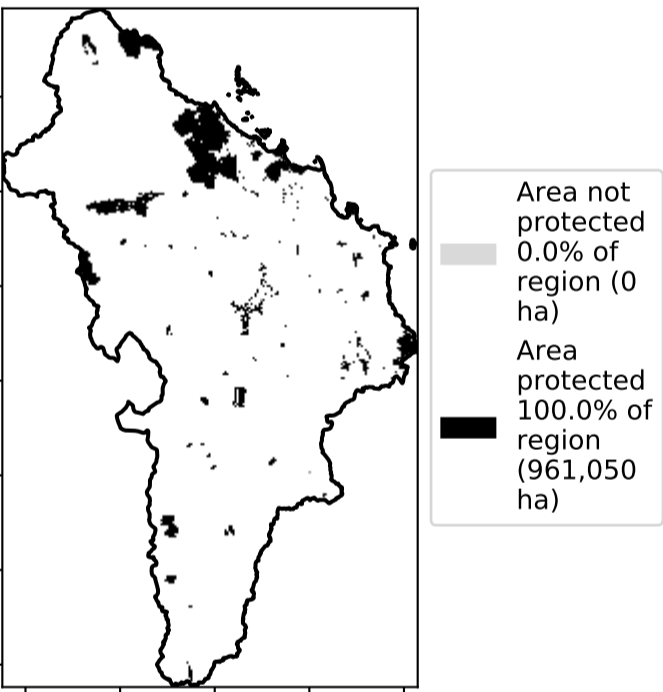 Area not
protected
0.0% of
region (0
ha)
Area
protected
100.0% of
region
(961,050
ha)